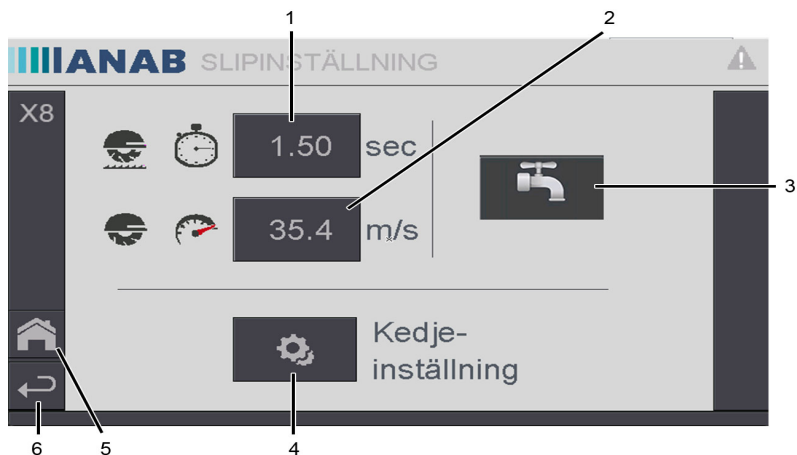 1 2
ANAB SLIPINSTÄLLNING
X8
1.50 sec
3
35.4 m/s
Kedje-
inställning
6 5 4